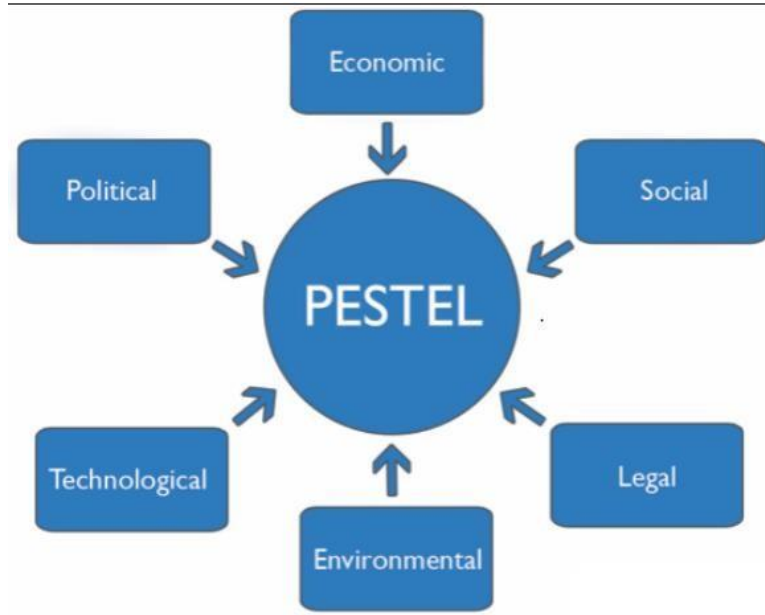 Economic
Political
Social
PESTEL
Technological
Legal
Environmental